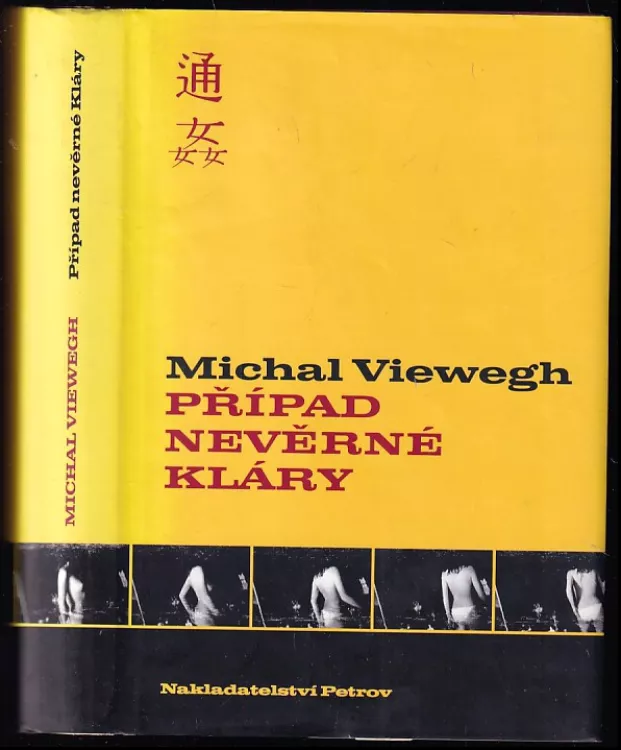 通
姦
Michal Viewegh
PŘÍPAD
NEVĚRNÉ
KLÁRY
Nakladatelství Petrov
MICHAL VIEWEGH Případ nevěrné Kláry